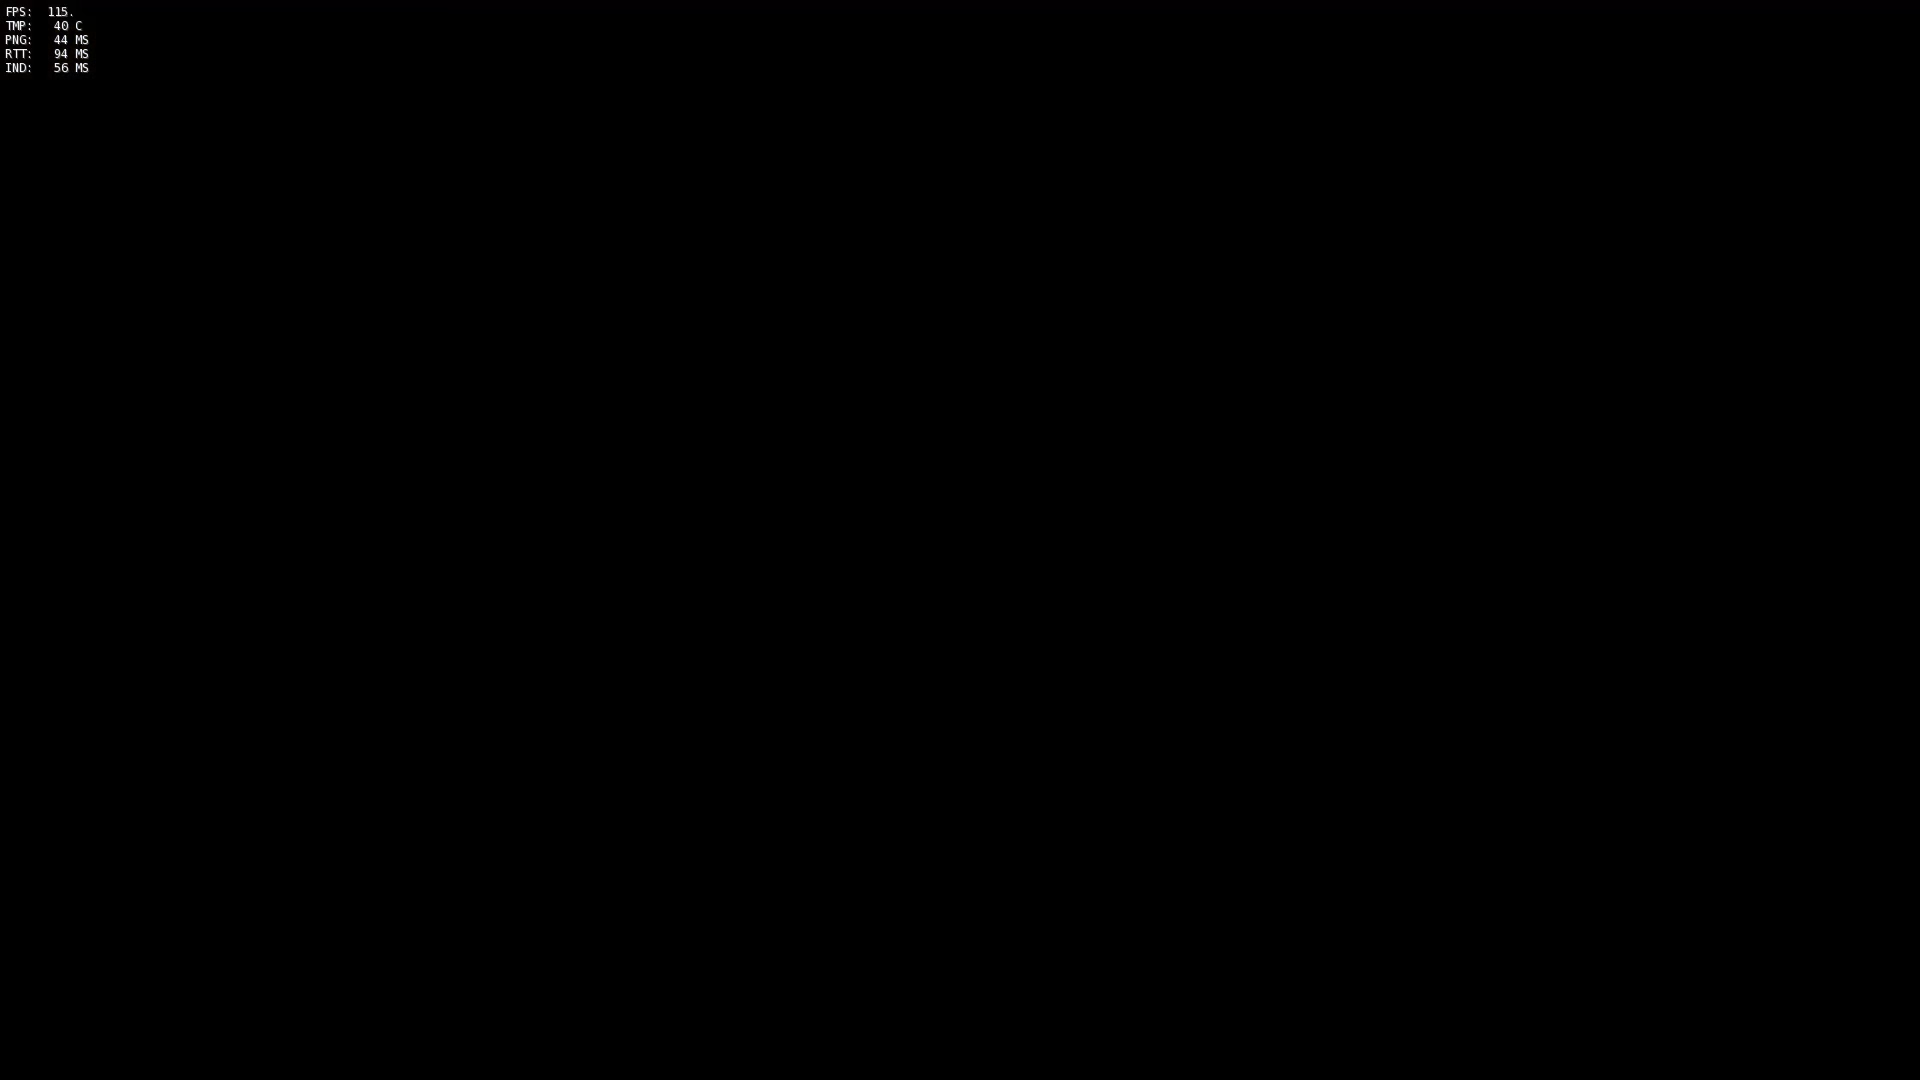 FPS: 115.
TMP: 40 C
PNG: 44 MS
RTT: 94 MS
IND: 56 MS